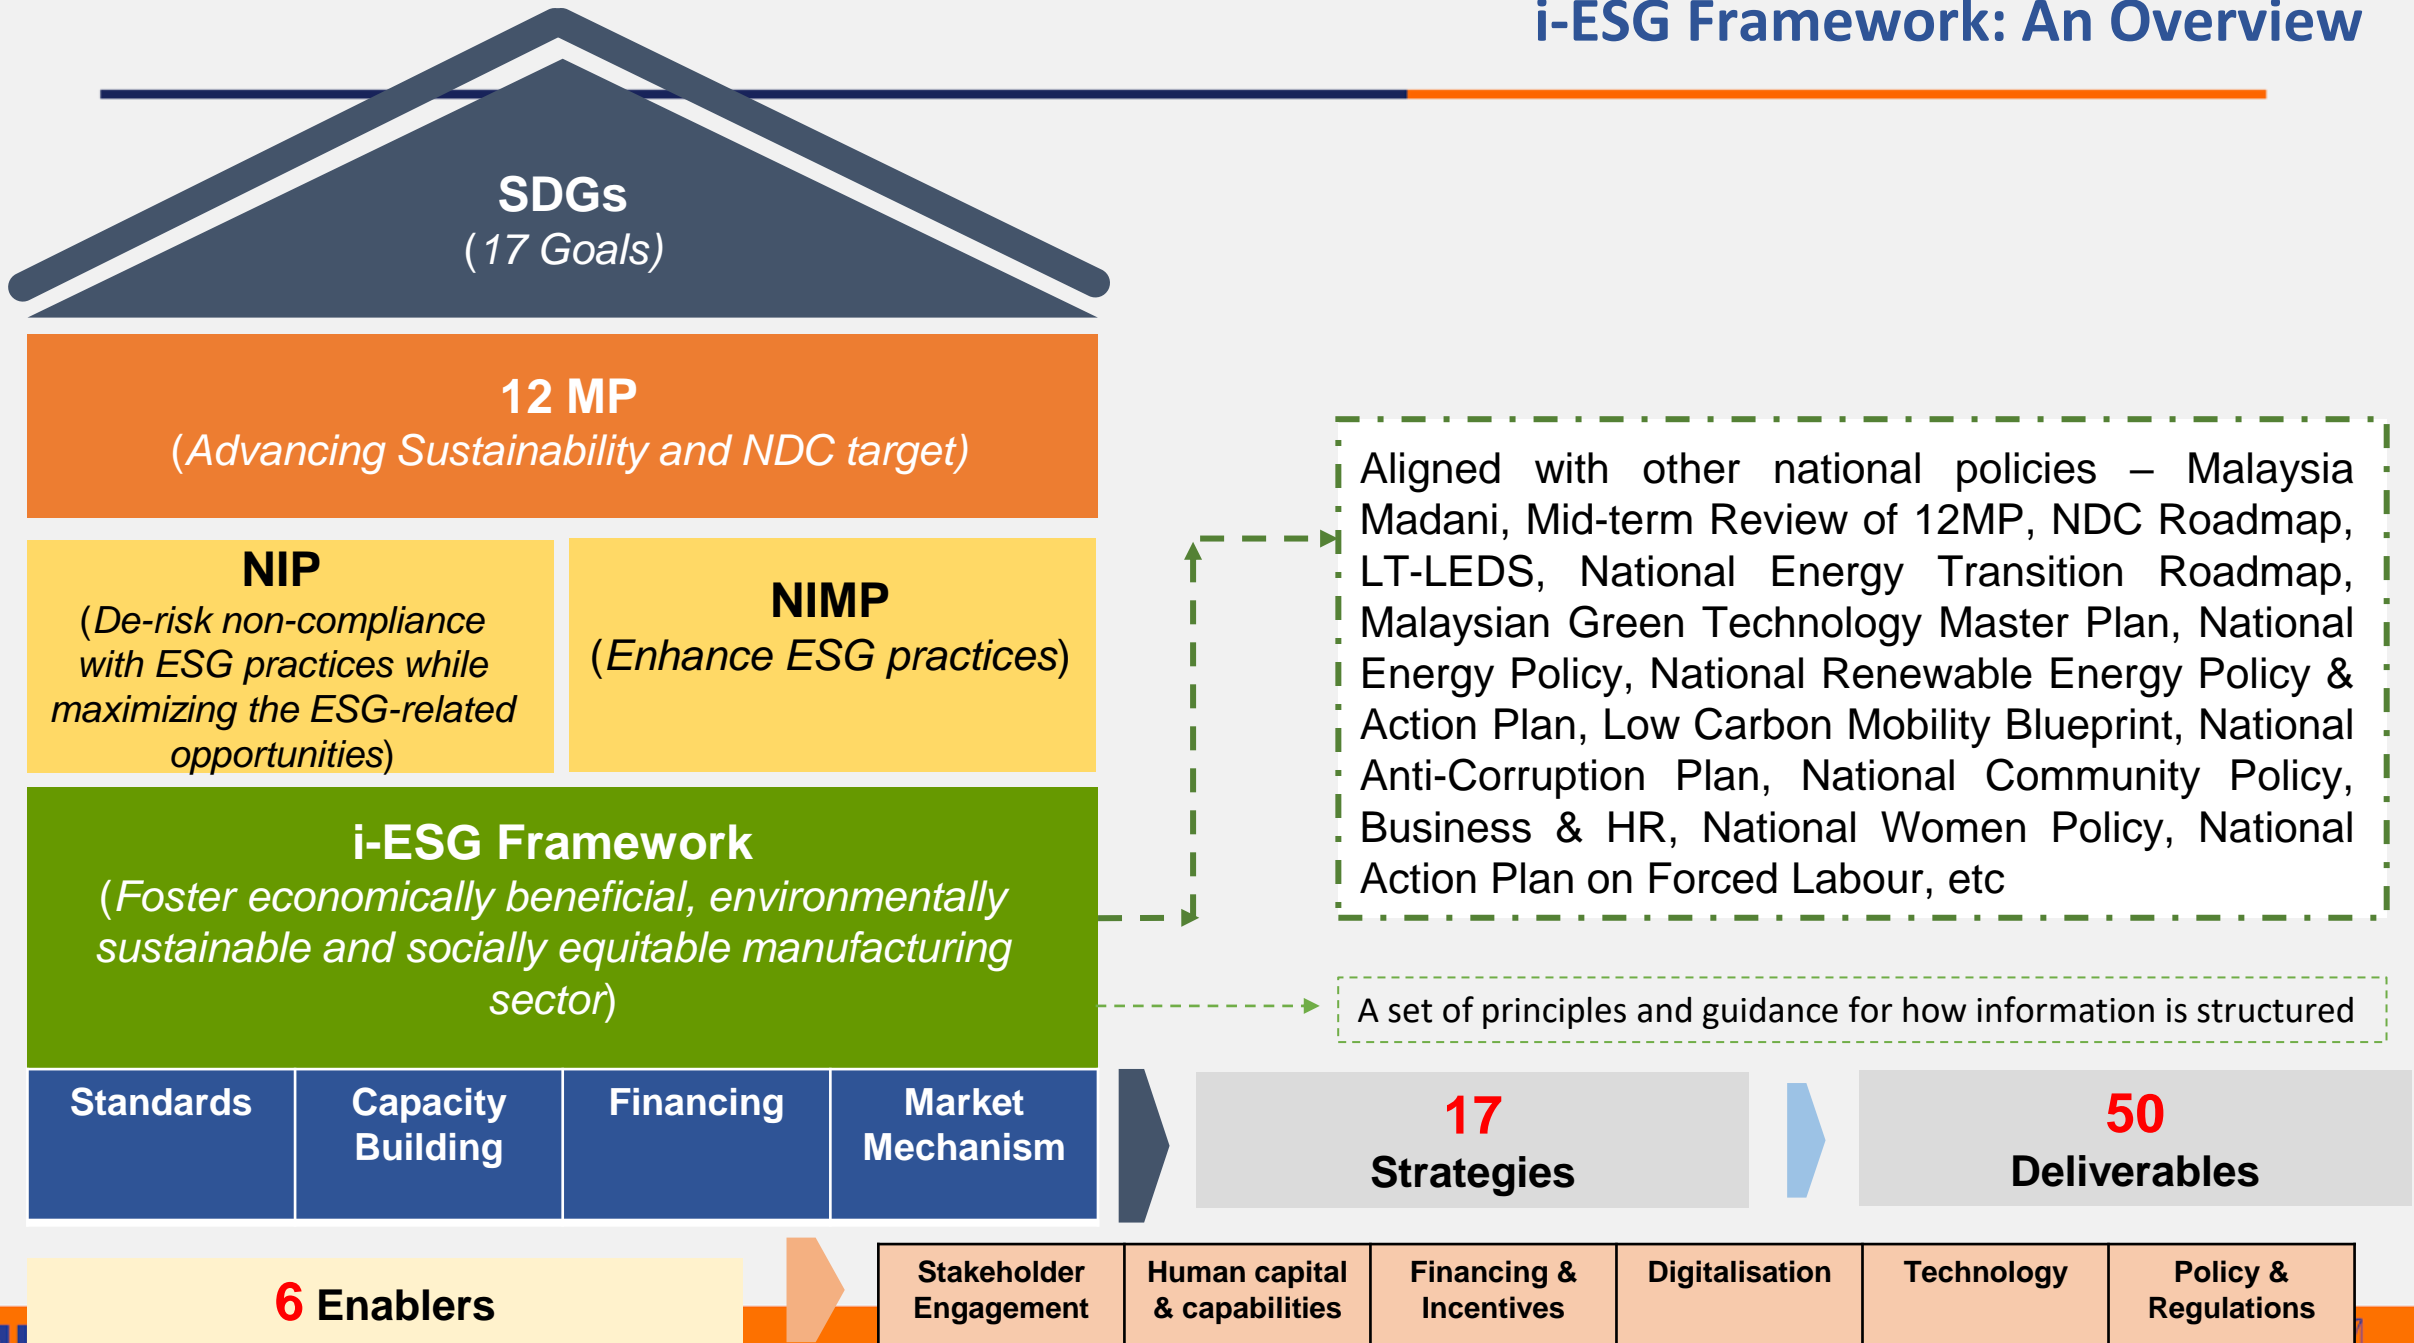 i-ESG Framework: An Overview
SDGs
(17 Goals)
12 MP
(Advancing Sustainability and NDC target)
NIP
(De-risk non-compliance
with ESG practices while
maximizing the ESG-related
opportunities)
NIMP
(Enhance ESG practices)
i-ESG Framework
(Foster economically beneficial, environmentally
sustainable and socially equitable manufacturing
sector)
Aligned with other national policies – Malaysia
Madani, Mid-term Review of 12MP, NDC Roadmap,
LT-LEDS, National Energy Transition Roadmap,
Malaysian Green Technology Master Plan, National
Energy Policy, National Renewable Energy Policy &
Action Plan, Low Carbon Mobility Blueprint, National
Anti-Corruption Plan, National Community Policy,
Business & HR, National Women Policy, National
Action Plan on Forced Labour, etc
A set of principles and guidance for how information is structured
Standards
Capacity
Building
Financing
Market
Mechanism
17
Strategies
50
Deliverables
6 Enablers
Stakeholder
Engagement
Human capital
& capabilities
Financing &
Incentives
Digitalisation
Technology
Policy &
Regulations